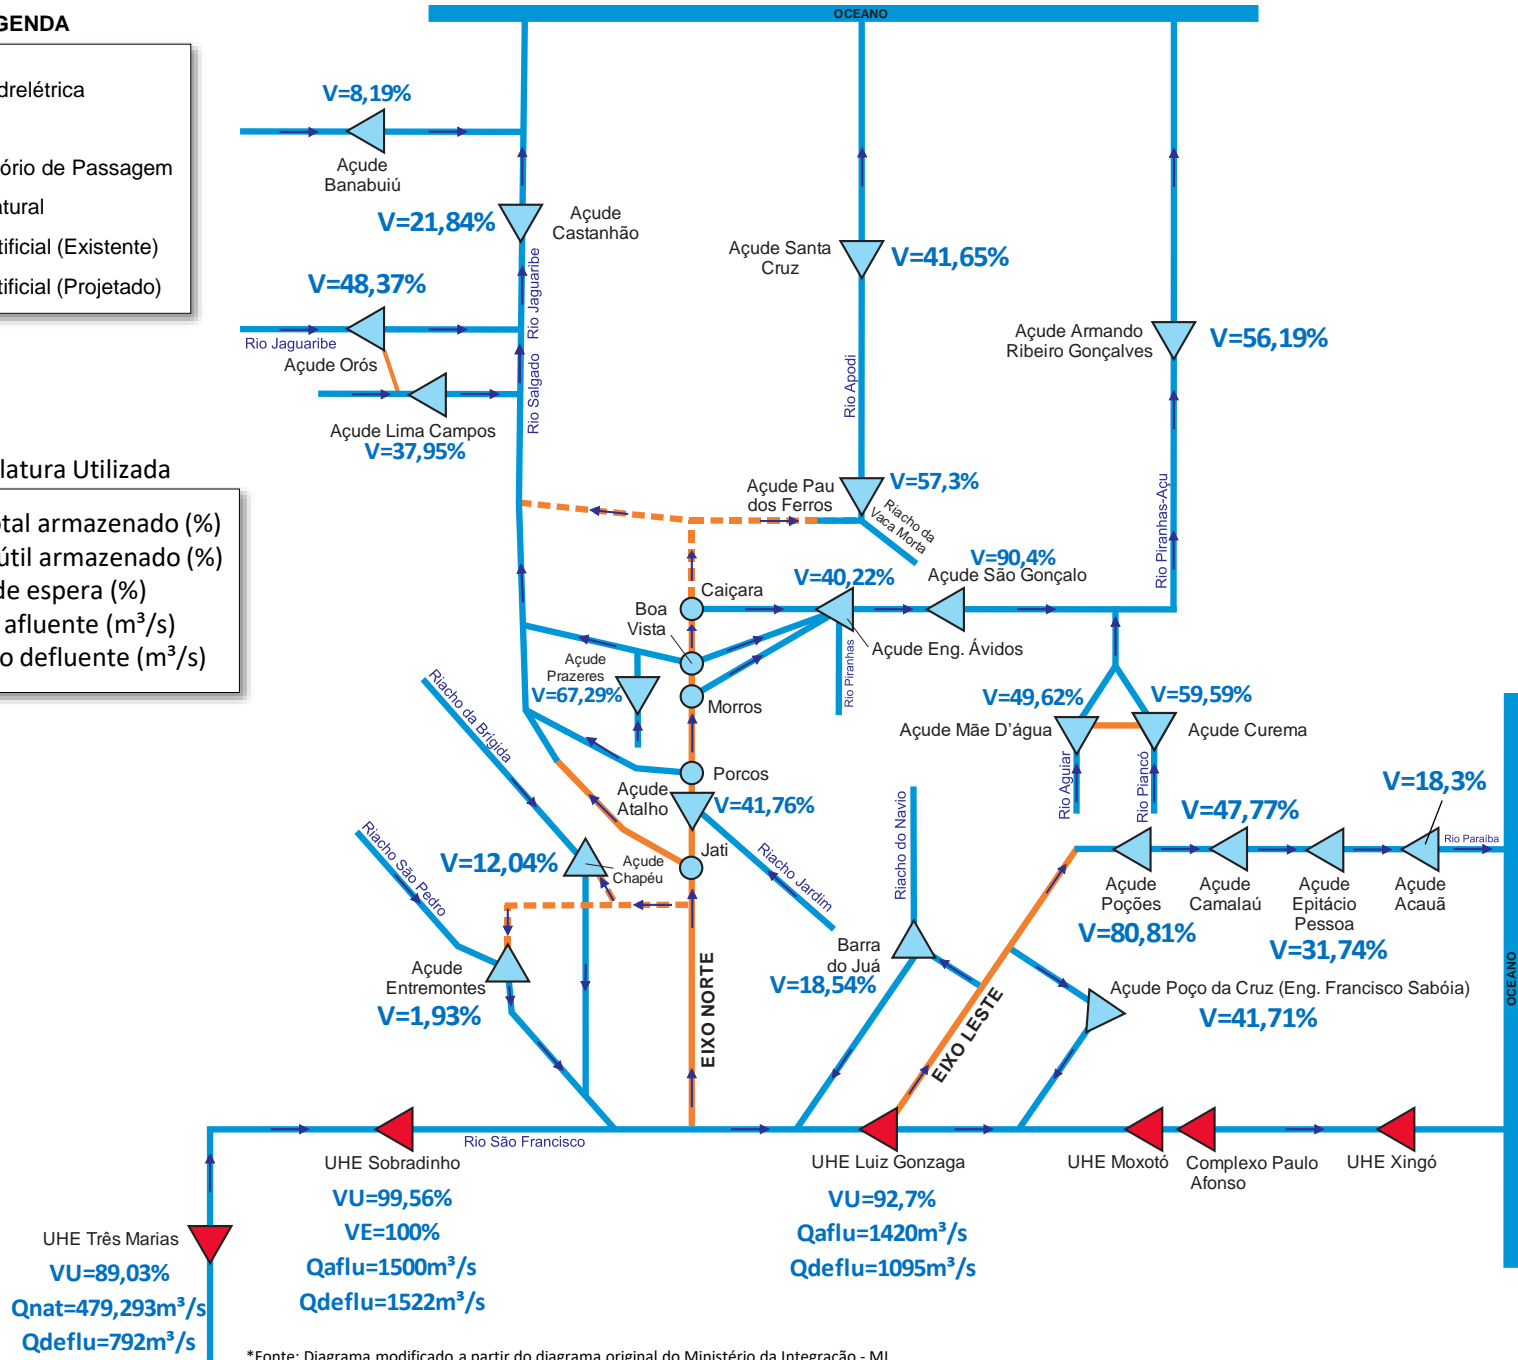 GENDA
drelétrica
ório de Passagem
atural
tificial (Existente)
tificial (Projetado)
latura Utilizada
otal armazenado (%)
útil armazenado (%)
de espera (%)
afluente (m³/s)
o defluente (m³/s)
OCEANO
V=8,19%
Açude
Banabuiú
V=21,84%
Açude
Castanhão
Rio Jaguaribe
V=48,37%
Rio Jaguaribe
Açude Orós
Rio Salgado
Açude Lima Campos
V=37,95%
Açude Santa
Cruz
V=41,65%
Rio Apodi
Açude Armando
Ribeiro Gonçalves
V=56,19%
Rio Piranhas-Açu
Açude Pau
dos Ferros
V=57,3%
Riacho da
Vaca Morta
V=90,4%
Açude São Gonçalo
V=40,22%
Açude Eng. Ávidos
Rio Piranhas
Caiçara
Boa
Vista
Açude
Prazeres
V=67,29%
Morros
Porcos
Açude
Atalho
V=41,76%
Jati
Riacho Jardim
Riacho da Brígida
Riacho São Pedro
V=12,04%
Açude
Chapéu
Açude
Entremontes
V=1,93%
EIXO NORTE
V=49,62%
V=59,59%
Açude Mãe D'água
Açude Curema
Rio Aguiar
Rio Piancó
V=18,3%
V=47,77%
Rio Paraíba
Açude
Poções
V=80,81%
Açude
Camalaú
Açude
Epitácio
Pessoa
V=31,74%
Açude
Acauã
Riacho do Navio
Barra
do Juá
V=18,54%
EIXO LESTE
Açude Poço da Cruz (Eng. Francisco Sabóia)
V=41,71%
OCEANO
Rio São Francisco
UHE Sobradinho
VU=99,56%
VE=100%
Qaflu=1500m³/s
Qdeflu=1522m³/s
UHE Luiz Gonzaga
VU=92,7%
Qaflu=1420m³/s
Qdeflu=1095m³/s
UHE Moxotó
Complexo Paulo
Afonso
UHE Xingó
UHE Três Marias
VU=89,03%
Qnat=479,293m³/s
Qdeflu=792m³/s
*Fonte: Diagrama modificado a partir do diagrama original do Ministério da Integração - MI